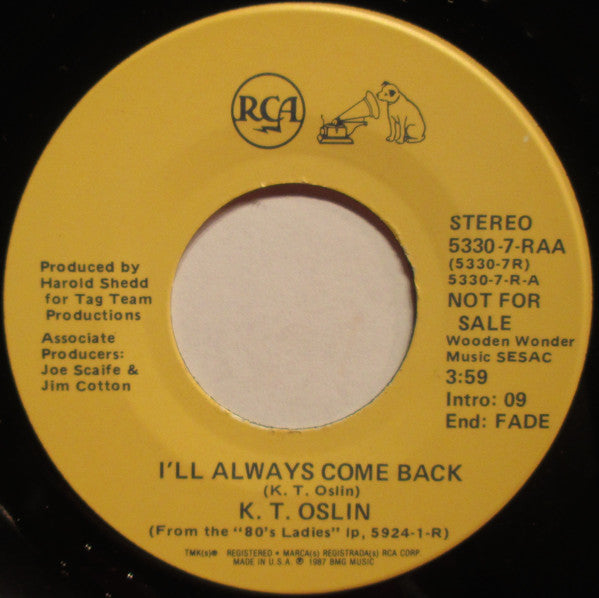 RCA
STEREO
5330-7-RAA
(5330-7R)
5330-7-R-A
NOT FOR
SALE
Wooden Wonder
Music SESAC
3:59
Intro: 09
End: FADE
Produced by
Harold Shedd
for Tag Team
Productions
Associate
Producers:
Joe Scaife &
Jim Cotton
I'LL ALWAYS COME BACK
(K. T. Oslin)
K. T. OSLIN
(From the "80's Ladies" lp, 5924-1-R)
TMK(s)® REGISTERED • MARCA(s) REGISTRADA(s) RCA CORP.
MADE IN U.S.A. ℗ 1987 BMG MUSIC